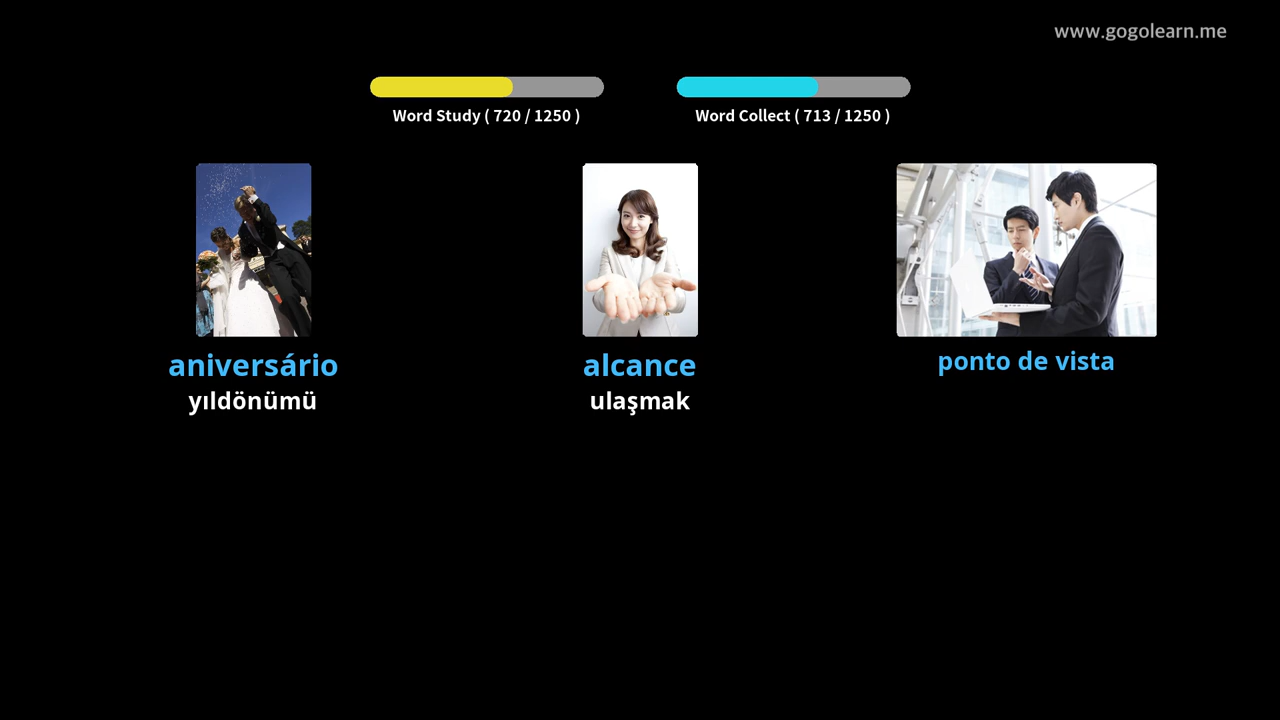 www.gogolearn.me
Word Study ( 720 / 1250 )
Word Collect ( 713 / 1250 )
aniversário
yıldönümü
alcance
ulaşmak
ponto de vista